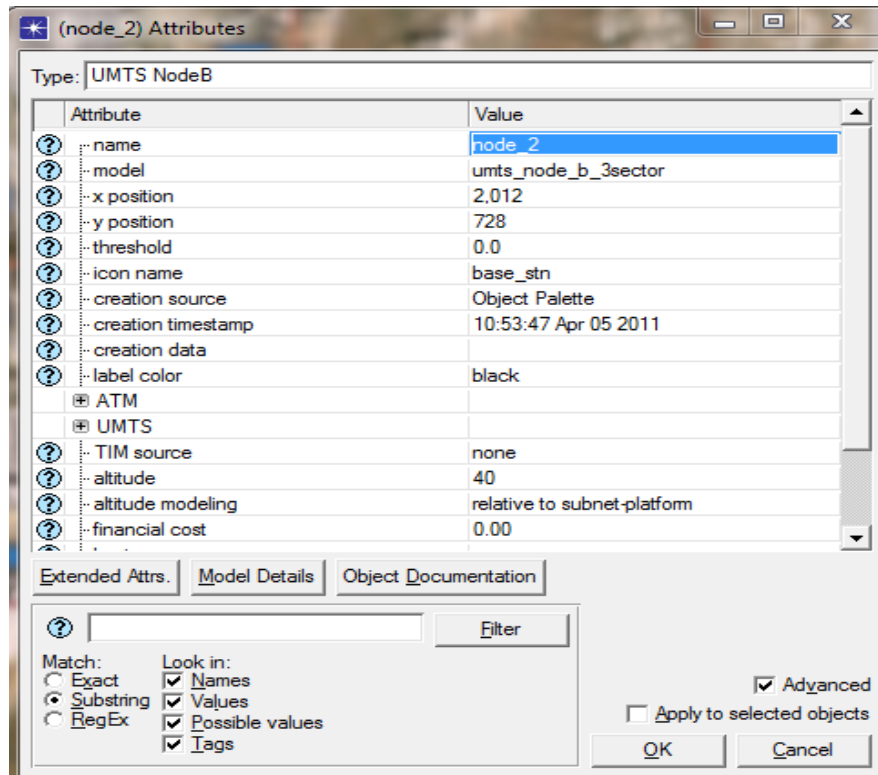 (node_2) Attributes
Type: UMTS NodeB
Attribute Value
name node_2
model umts_node_b_3sector
x position 2,012
y position 728
threshold 0.0
icon name base_stn
creation source Object Palette
creation timestamp 10:53:47 Apr 05 2011
creation data
label color black
ATM
UMTS
TIM source none
altitude 40
altitude modeling relative to subnet-platform
financial cost 0.00
Extended Attrs. Model Details Object Documentation
Filter
Match: Look in:
Exact Names
Substring Values
RegEx Possible values
Tags
Advanced
Apply to selected objects
OK Cancel